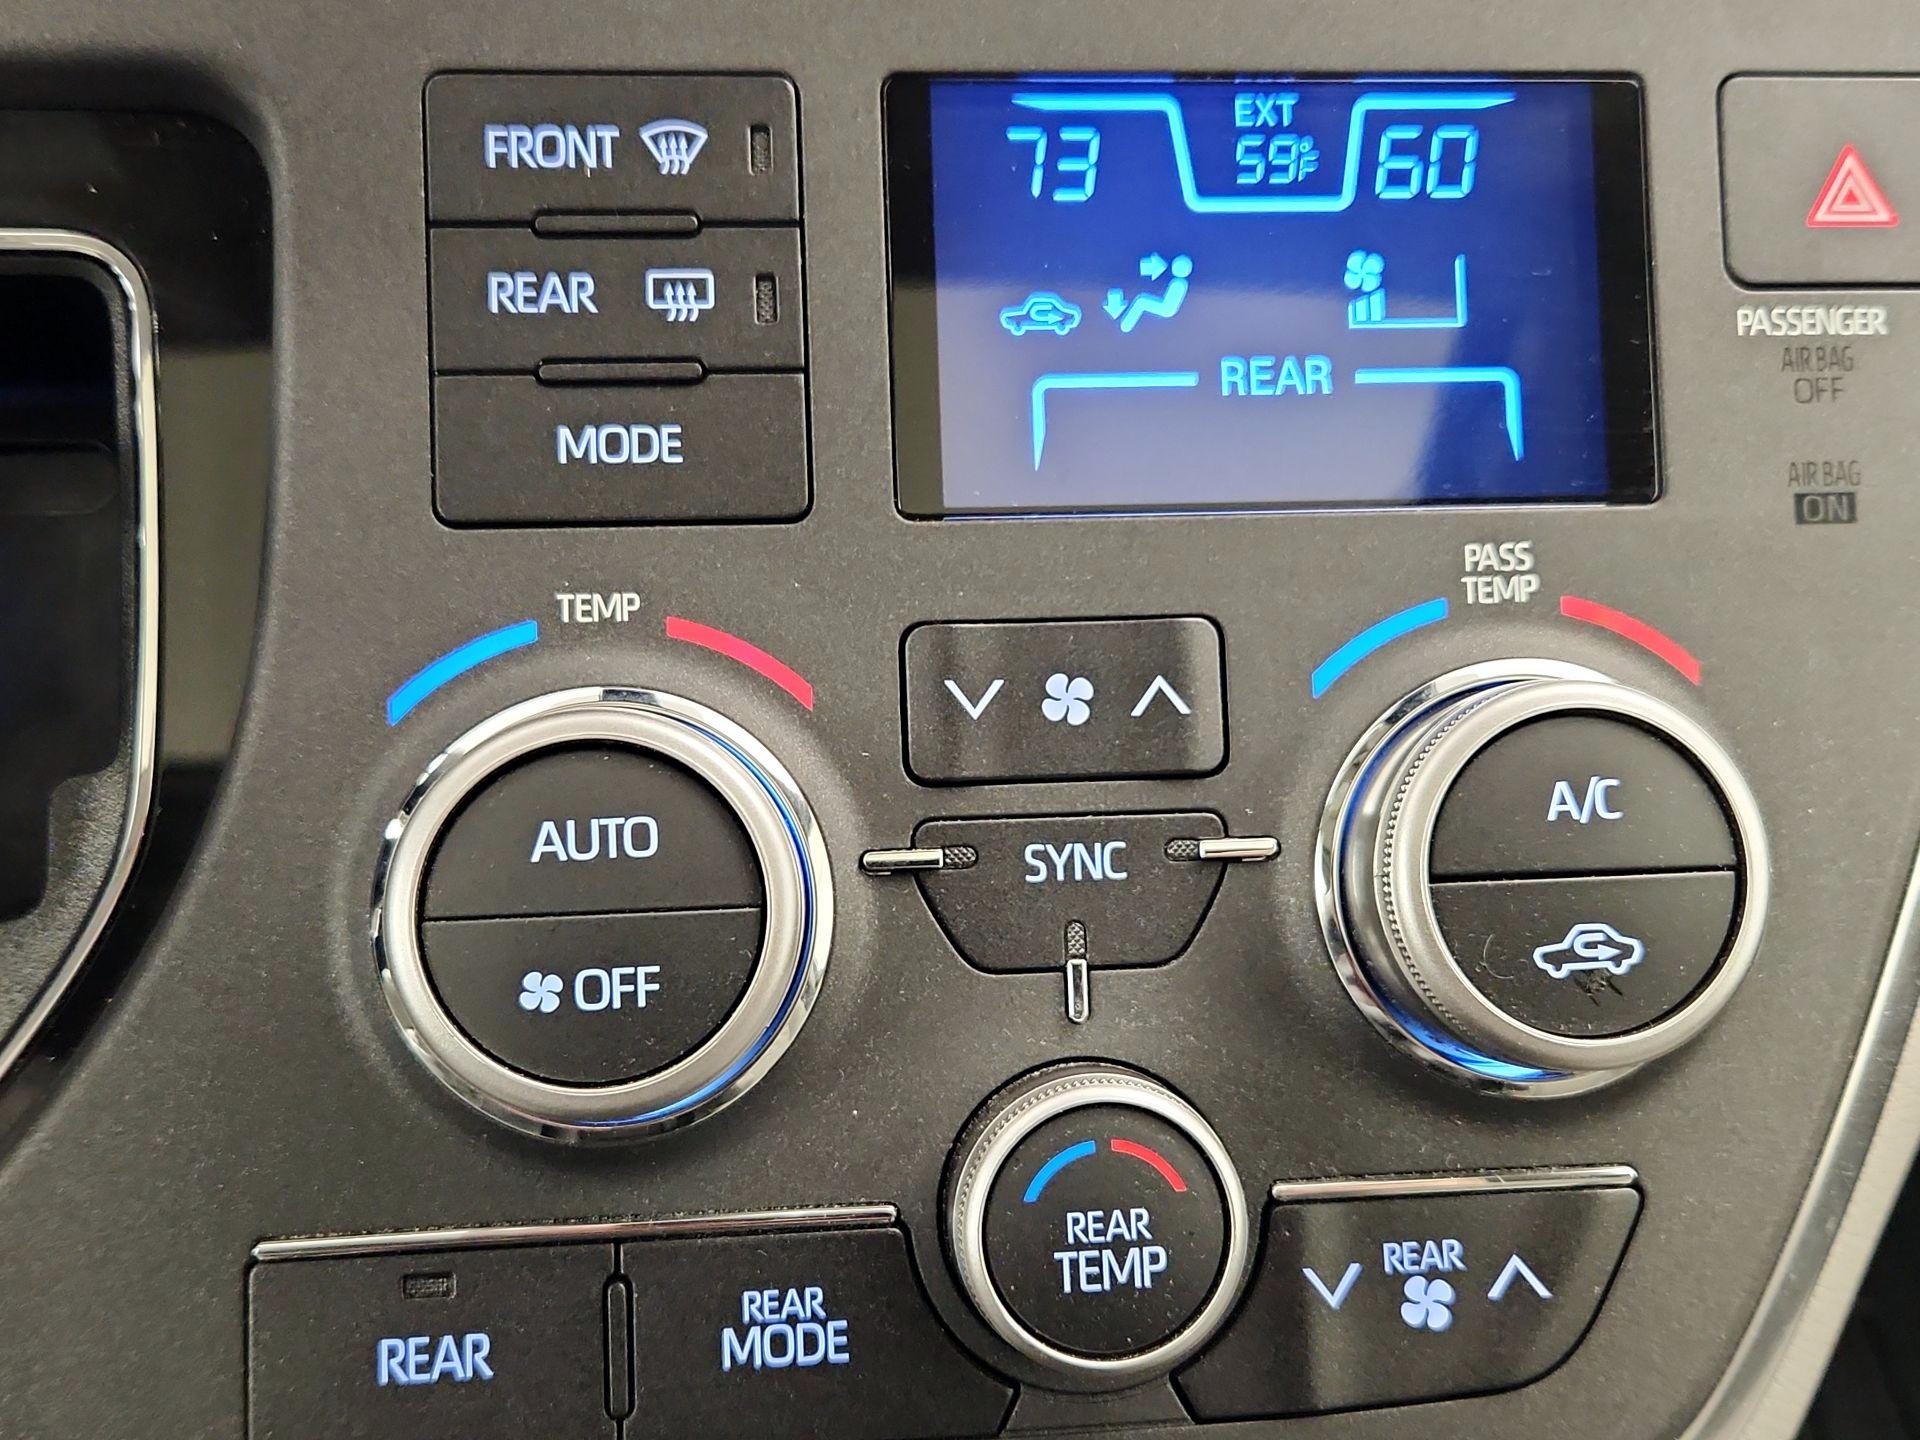 FRONT
REAR
MODE
EXT
73
59°F
60
REAR
PASSENGER
AIR BAG
OFF
AIR BAG
ON
TEMP
PASS
TEMP
SYNC
AUTO
OFF
A/C
REAR
TEMP
REAR
REAR
MODE
REAR